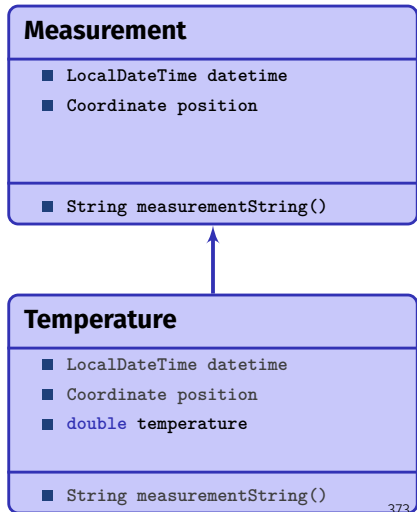 Measurement
LocalDateTime datetime
Coordinate position
String measurementString()
Temperature
LocalDateTime datetime
Coordinate position
double temperature
String measurementString()
373